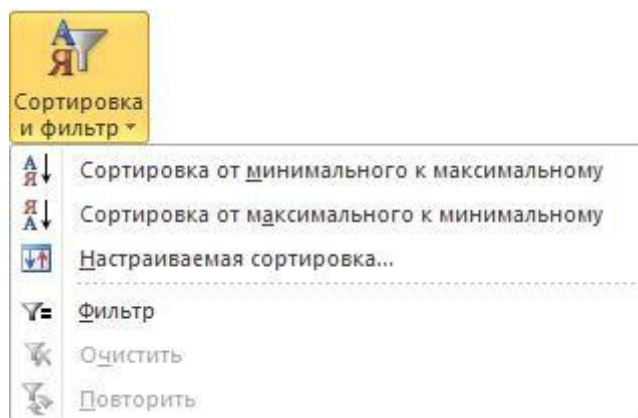 Сортировка
и фильтр
Сортировка от минимального к максимальному
Сортировка от максимального к минимальному
Настраиваемая сортировка...
Фильтр
Очистить
Повторить